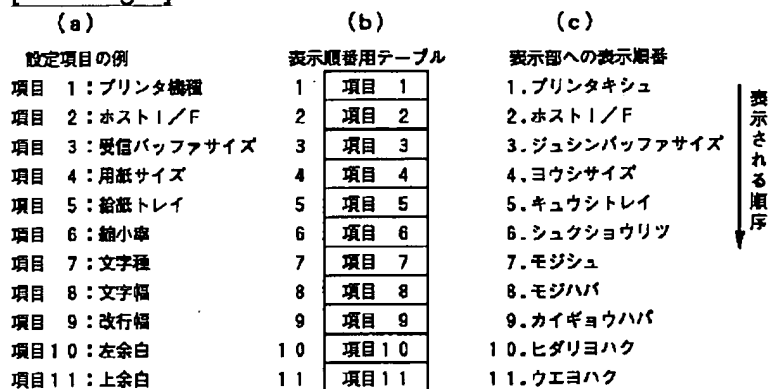 (a) (b) (c)
設定項目の例 表示順番用テーブル 表示部への表示順番
項目 1：プリンタ機種 1 項目 1 1.プリンタキシュ
項目 2：ホストI／F 2 項目 2 2.ホストI／F
項目 3：受信バッファサイズ 3 項目 3 3.ジュシンバッファサイズ
項目 4：用紙サイズ 4 項目 4 4.ヨウシサイズ
項目 5：給紙トレイ 5 項目 5 5.キュウシトレイ
項目 6：縮小率 6 項目 6 6.シュクショウリツ
項目 7：文字種 7 項目 7 7.モジシュ
項目 8：文字幅 8 項目 8 8.モジハバ
項目 9：改行幅 9 項目 9 9.カイギョウハバ
項目10：左余白 10 項目10 10.ヒダリヨハク
項目11：上余白 11 項目11 11.ウエヨハク
表示される順序